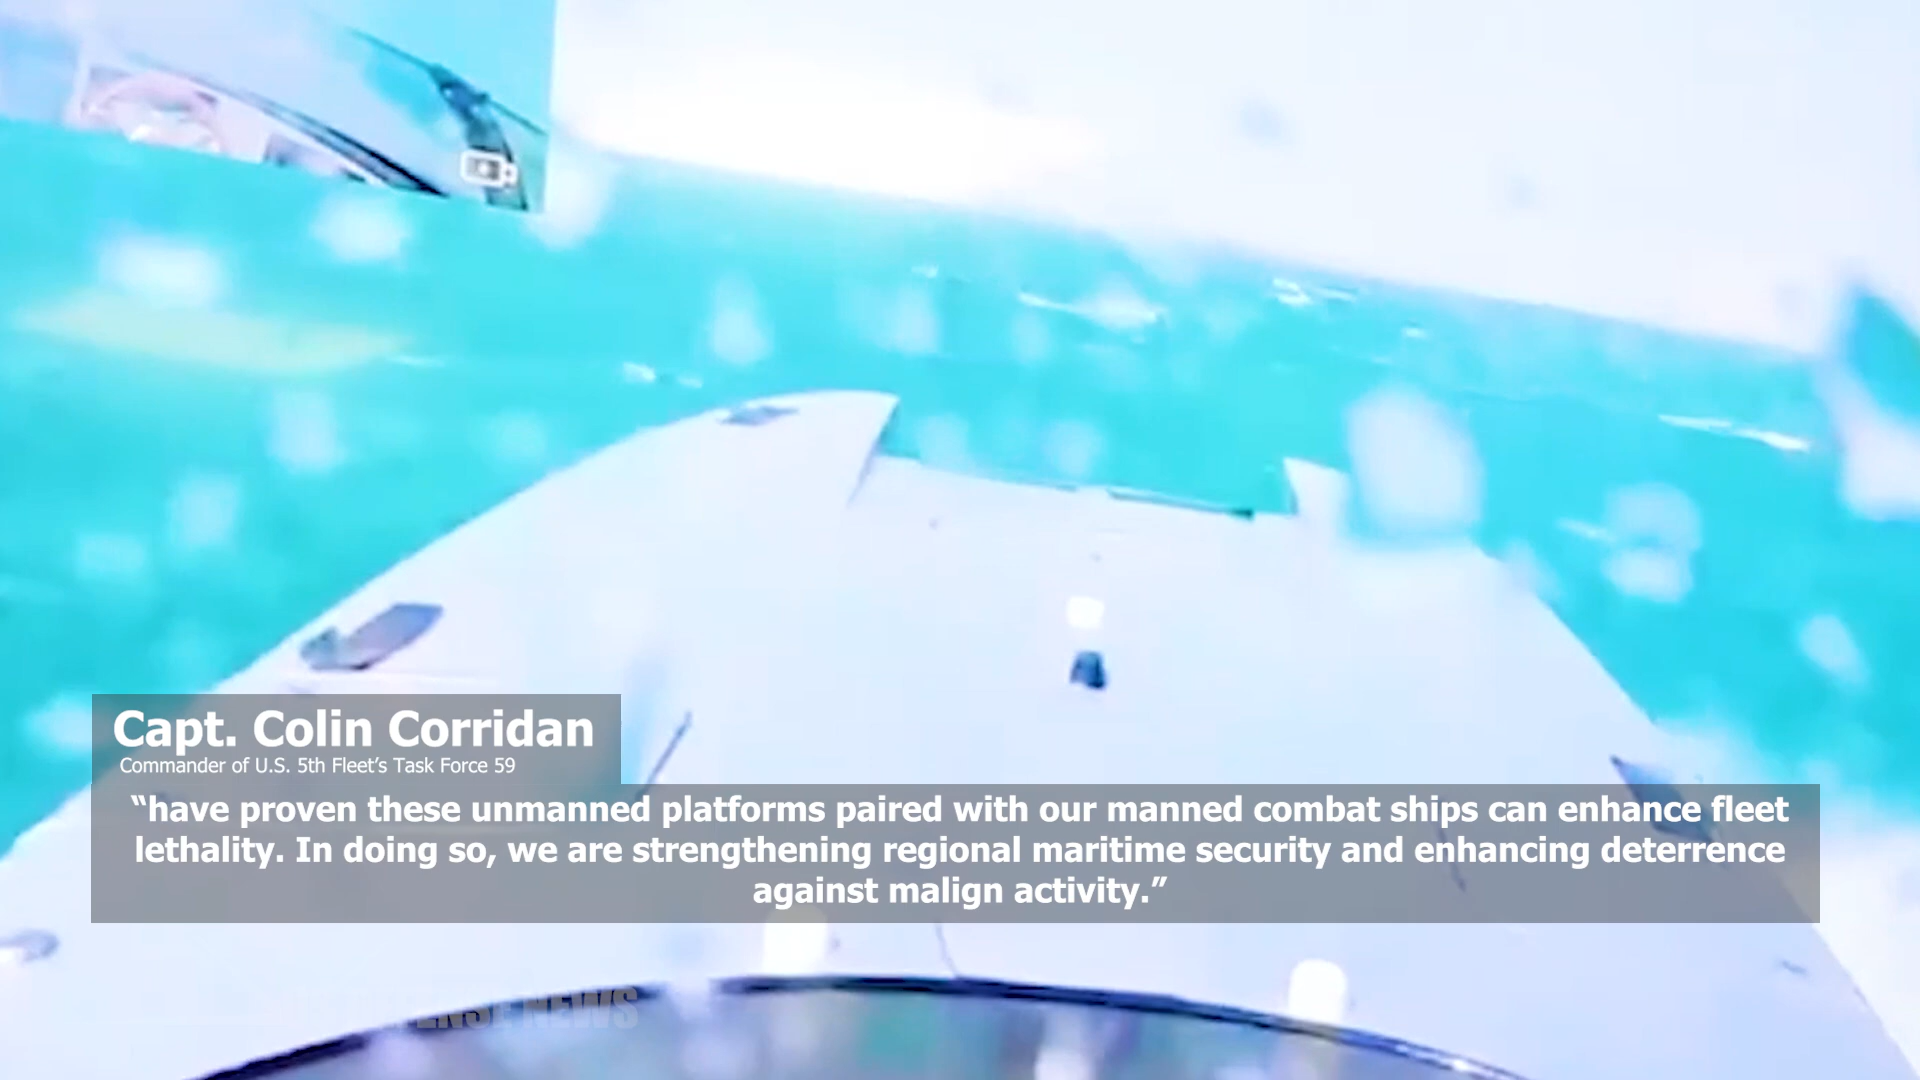 Capt. Colin Corridan
Commander of U.S. 5th Fleet’s Task Force 59
“have proven these unmanned platforms paired with our manned combat ships can enhance fleet
lethality. In doing so, we are strengthening regional maritime security and enhancing deterrence
against malign activity.”
NEWS